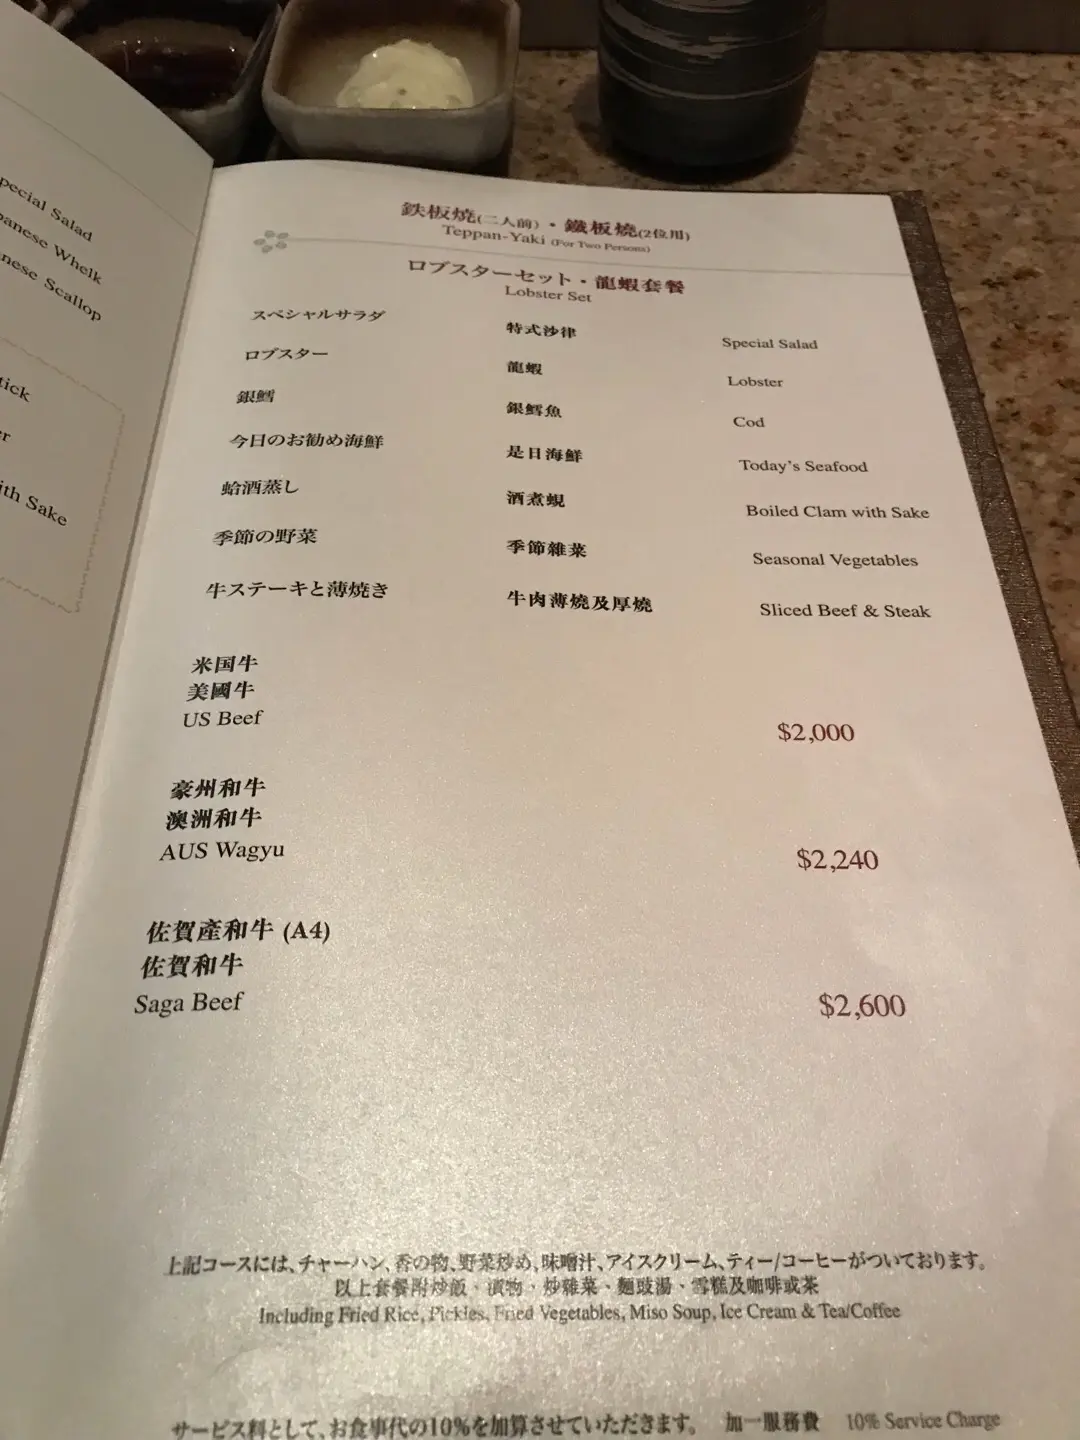 Special Salad
Japanese Whelk
Japanese Scallop
with Sake
鉄板焼(二人前)・鐵板燒(2位用)
Teppan-Yaki (For Two Persons)
ロブスターセット・龍蝦套餐
Lobster Set
スペシャルサラダ 特式沙律 Special Salad
ロブスター 龍蝦 Lobster
銀鱈 銀鱈魚 Cod
今日のお勧め海鮮 是日海鮮 Today's Seafood
蛤酒蒸し 酒煮蜆 Boiled Clam with Sake
季節の野菜 季節雜菜 Seasonal Vegetables
牛ステーキと薄焼き 牛肉薄燒及厚燒 Sliced Beef & Steak
米国牛
美國牛
US Beef $2,000
豪州和牛
澳洲和牛
AUS Wagyu $2,240
佐賀產和牛 (A4)
佐賀和牛
Saga Beef $2,600
上記コースには、チャーハン、香の物、野菜炒め、味噌汁、アイスクリーム、ティー/コーヒーがついております。
以上套餐附炒飯、漬物、炒雜菜、麵豉湯、雪糕及咖啡或茶
Including Fried Rice, Pickles, Fried Vegetables, Miso Soup, Ice Cream & Tea/Coffee
サービス料として、お食事代の10%を加算させていただきます。 加一服務費 10% Service Charge